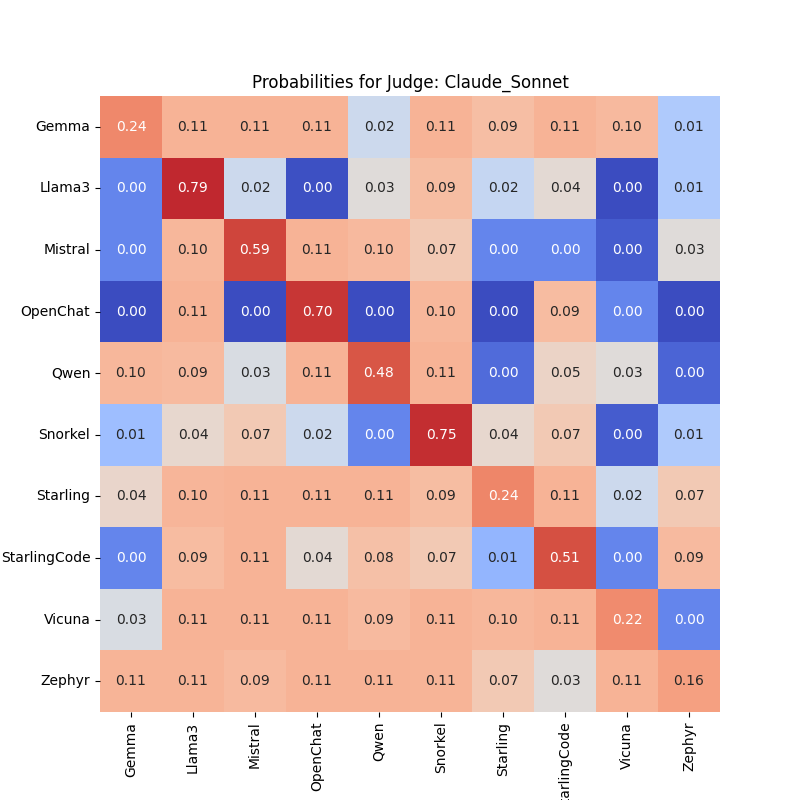 Probabilities for Judge: Claude_Sonnet
Gemma 0.24 0.11 0.11 0.11 0.02 0.11 0.09 0.11 0.10 0.01
Llama3 0.00 0.79 0.02 0.00 0.03 0.09 0.02 0.04 0.00 0.01
Mistral 0.00 0.10 0.59 0.11 0.10 0.07 0.00 0.00 0.00 0.03
OpenChat 0.00 0.11 0.00 0.70 0.00 0.10 0.00 0.09 0.00 0.00
Qwen 0.10 0.09 0.03 0.11 0.48 0.11 0.00 0.05 0.03 0.00
Snorkel 0.01 0.04 0.07 0.02 0.00 0.75 0.04 0.07 0.00 0.01
Starling 0.04 0.10 0.11 0.11 0.11 0.09 0.24 0.11 0.02 0.07
StarlingCode 0.00 0.09 0.11 0.04 0.08 0.07 0.01 0.51 0.00 0.09
Vicuna 0.03 0.11 0.11 0.11 0.09 0.11 0.10 0.11 0.22 0.00
Zephyr 0.11 0.11 0.09 0.11 0.11 0.11 0.07 0.03 0.11 0.16
Gemma Llama3 Mistral OpenChat Qwen Snorkel Starling arlingCode Vicuna Zephyr